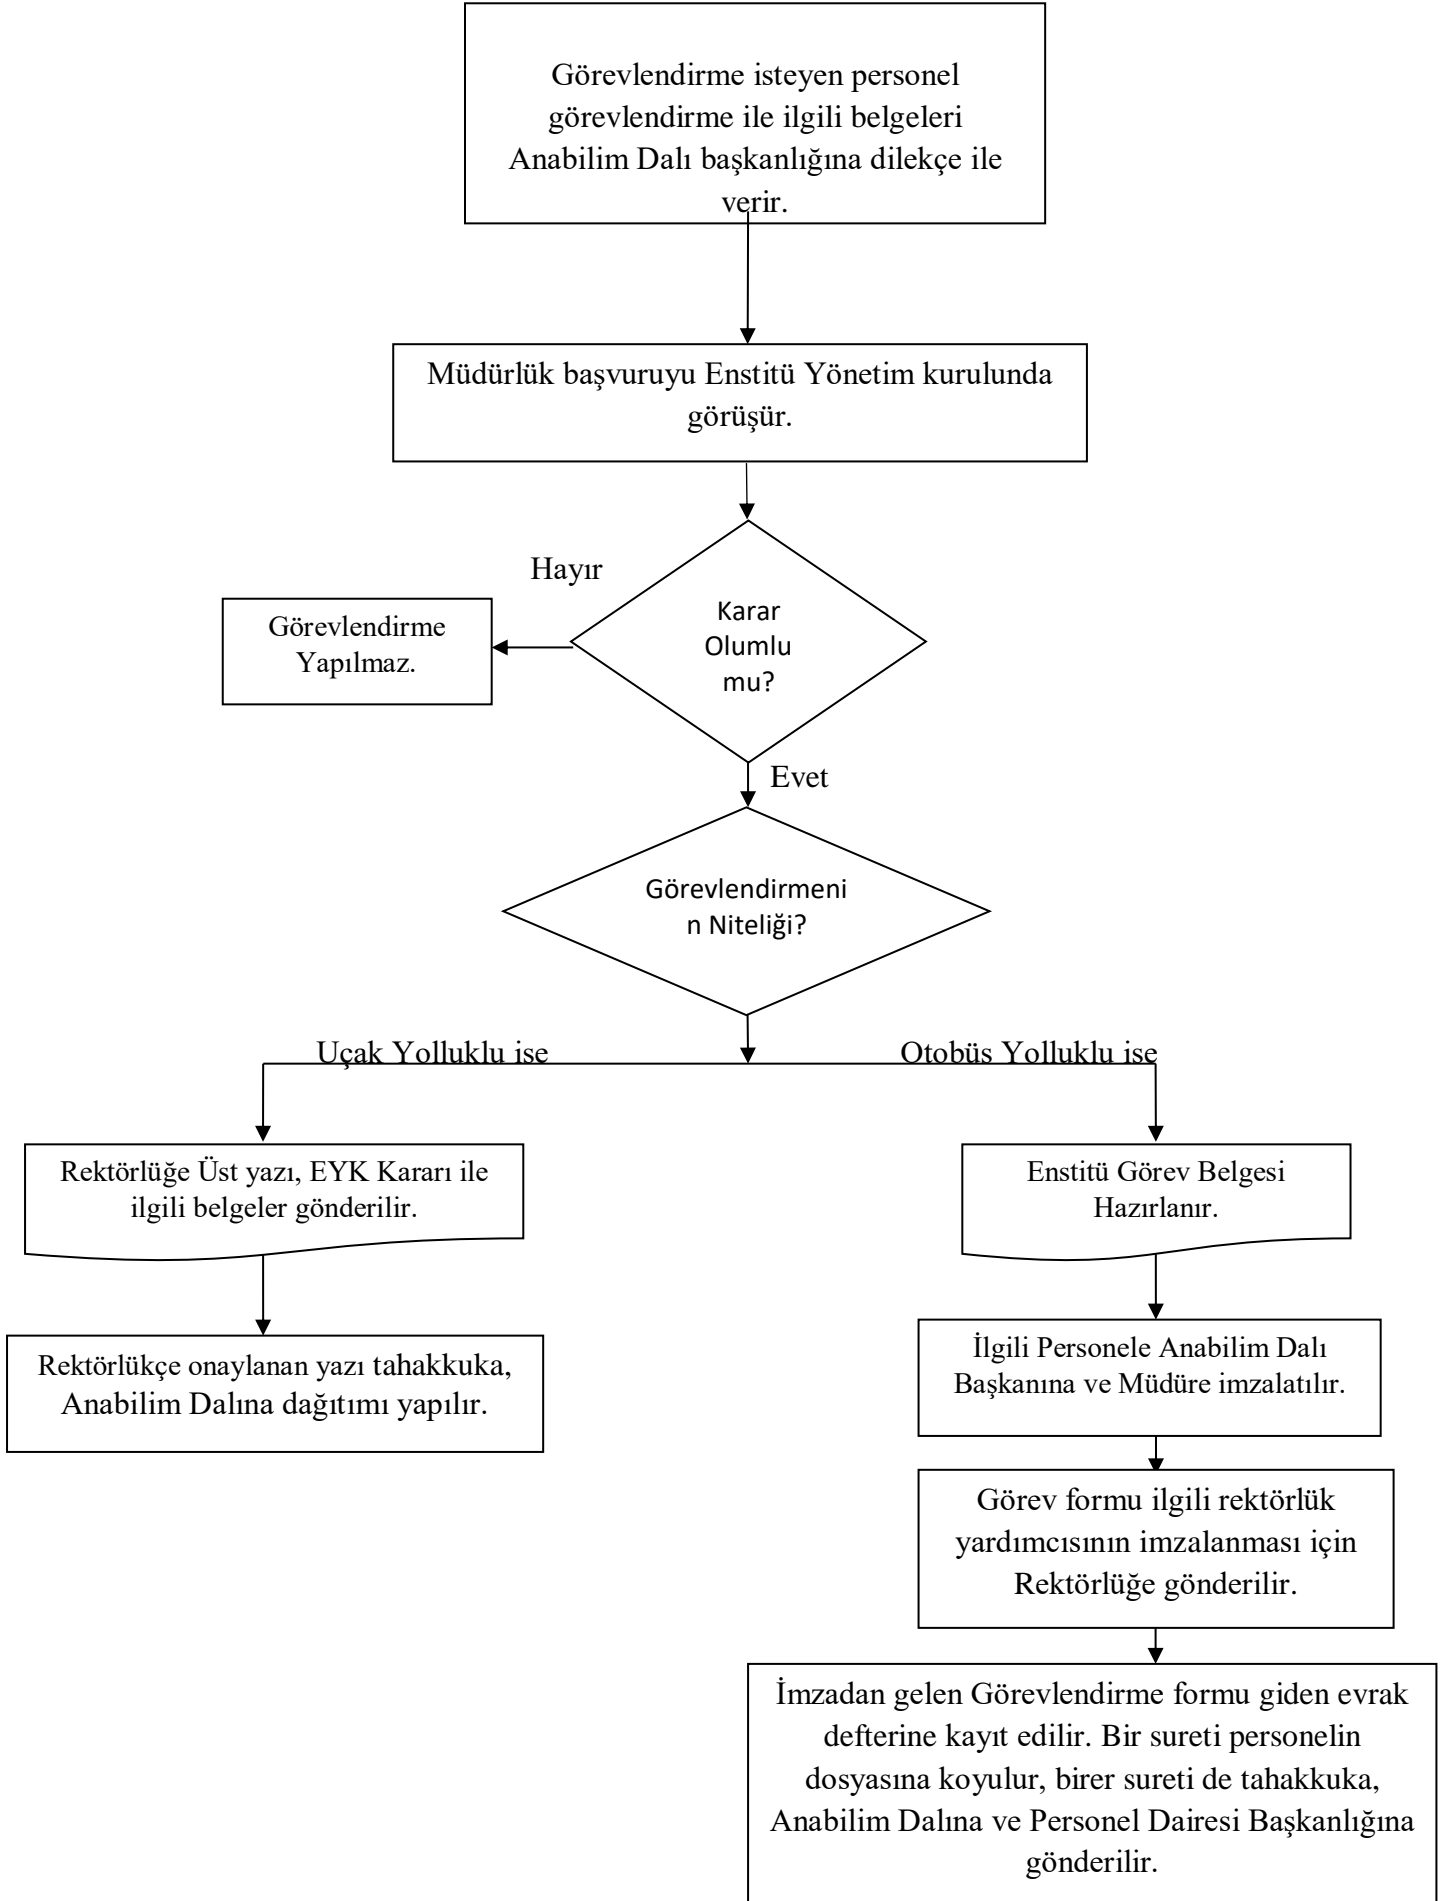 Görevlendirme isteyen personel
görevlendirme ile ilgili belgeleri
Anabilim Dalı başkanlığına dilekçe ile
verir.
Müdürlük başvuruyu Enstitü Yönetim kurulunda
görüşür.
Hayır
Karar
Olumlu
mu?
Görevlendirme
Yapılmaz.
Evet
Görevlendirmeni
n Niteliği?
Uçak Yolluklu ise
Otobüs Yolluklu ise
Rektörlüğe Üst yazı, EYK Kararı ile
ilgili belgeler gönderilir.
Rektörlükçe onaylanan yazı tahakkuka,
Anabilim Dalına dağıtımı yapılır.
Enstitü Görev Belgesi
Hazırlanır.
İlgili Personele Anabilim Dalı
Başkanına ve Müdüre imzalatılır.
Görev formu ilgili rektörlük
yardımcısının imzalanması için
Rektörlüğe gönderilir.
İmzadan gelen Görevlendirme formu giden evrak
defterine kayıt edilir. Bir sureti personelin
dosyasına koyulur, birer sureti de tahakkuka,
Anabilim Dalına ve Personel Dairesi Başkanlığına
gönderilir.